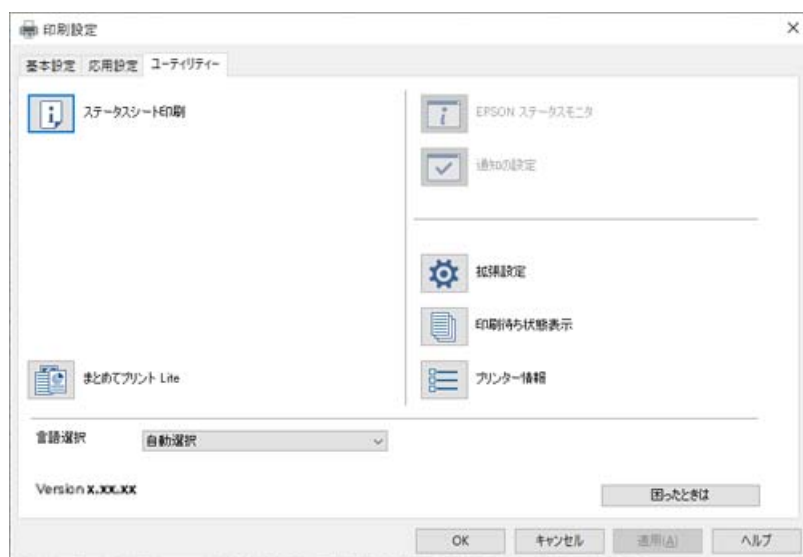 印刷設定
基本設定 応用設定 ユーティリティー
ステータスシート印刷
まとめてプリント Lite
EPSON ステータスモニタ
通知の設定
拡張設定
印刷待ち状態表示
プリンター情報
言語選択 自動選択
Version x.xx.xx
困ったときは
OK キャンセル 適用(A) ヘルプ